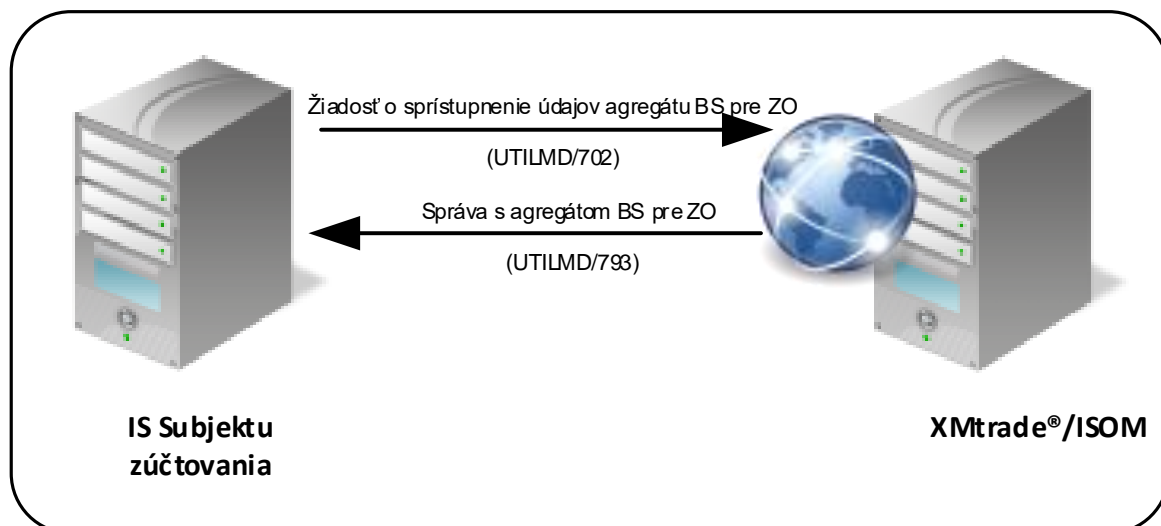 Žiadosť o sprístupnenie údajov agregátu BS pre ZO
(UTILMD/702)
Správa s agregátom BS pre ZO
(UTILMD/793)
IS Subjektu
zúčtovania
XMtrade®/ISOM